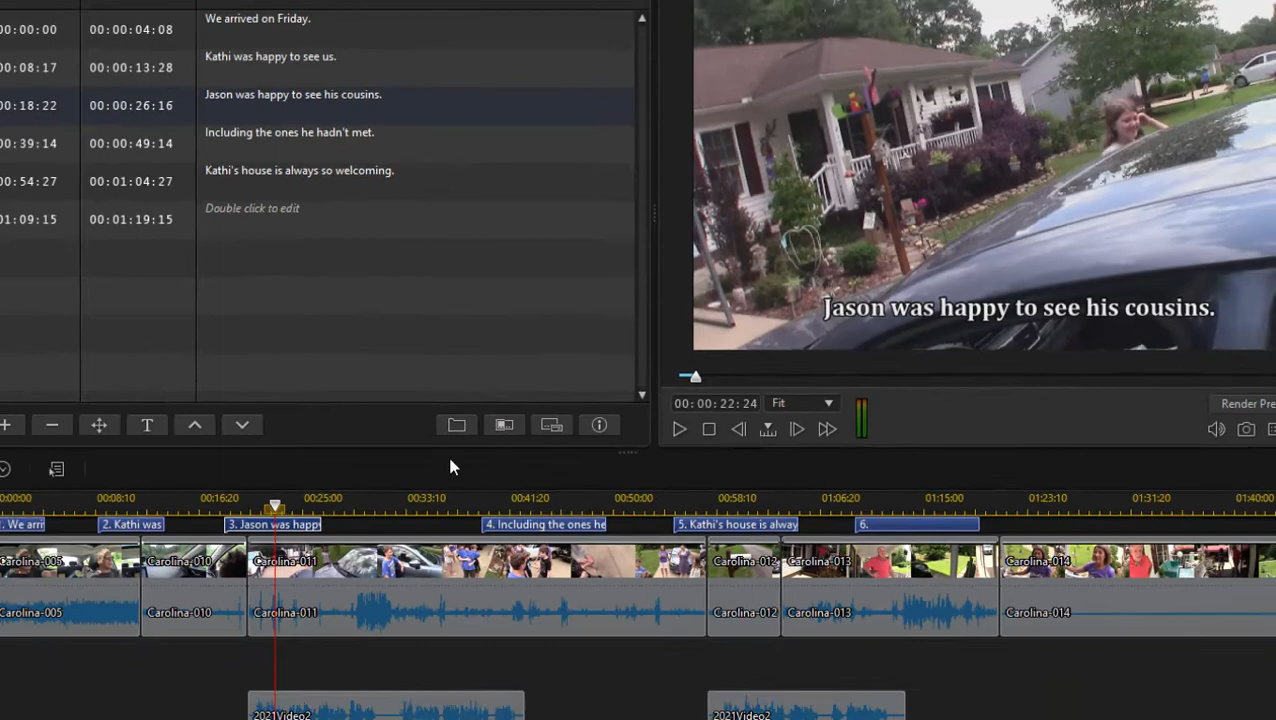 0:00:00 00:00:04:08 We arrived on Friday.
0:08:17 00:00:13:28 Kathi was happy to see us.
0:18:22 00:00:26:16 Jason was happy to see his cousins.
0:39:14 00:00:49:14 Including the ones he hadn't met.
0:54:27 00:01:04:27 Kathi's house is always so welcoming.
1:09:15 00:01:19:15 Double click to edit
Jason was happy to see his cousins.
00:00:22:24 Fit Render Pre
T
0:00:00 00:08:10 00:16:20 00:25:00 00:33:10 00:41:20 00:50:00 00:58:10 01:06:20 01:15:00 01:23:10 01:31:20 01:40:00
. We arri 2. Kathi was 3. Jason was happ 4. Including the ones he 5. Kathi's house is alway 6.
Carolina-005 Carolina-010 Carolina-011 Carolina-012 Carolina-013 Carolina-014
Carolina-005 Carolina-010 Carolina-011 Carolina-012 Carolina-013 Carolina-014
2021Video2 2021Video2